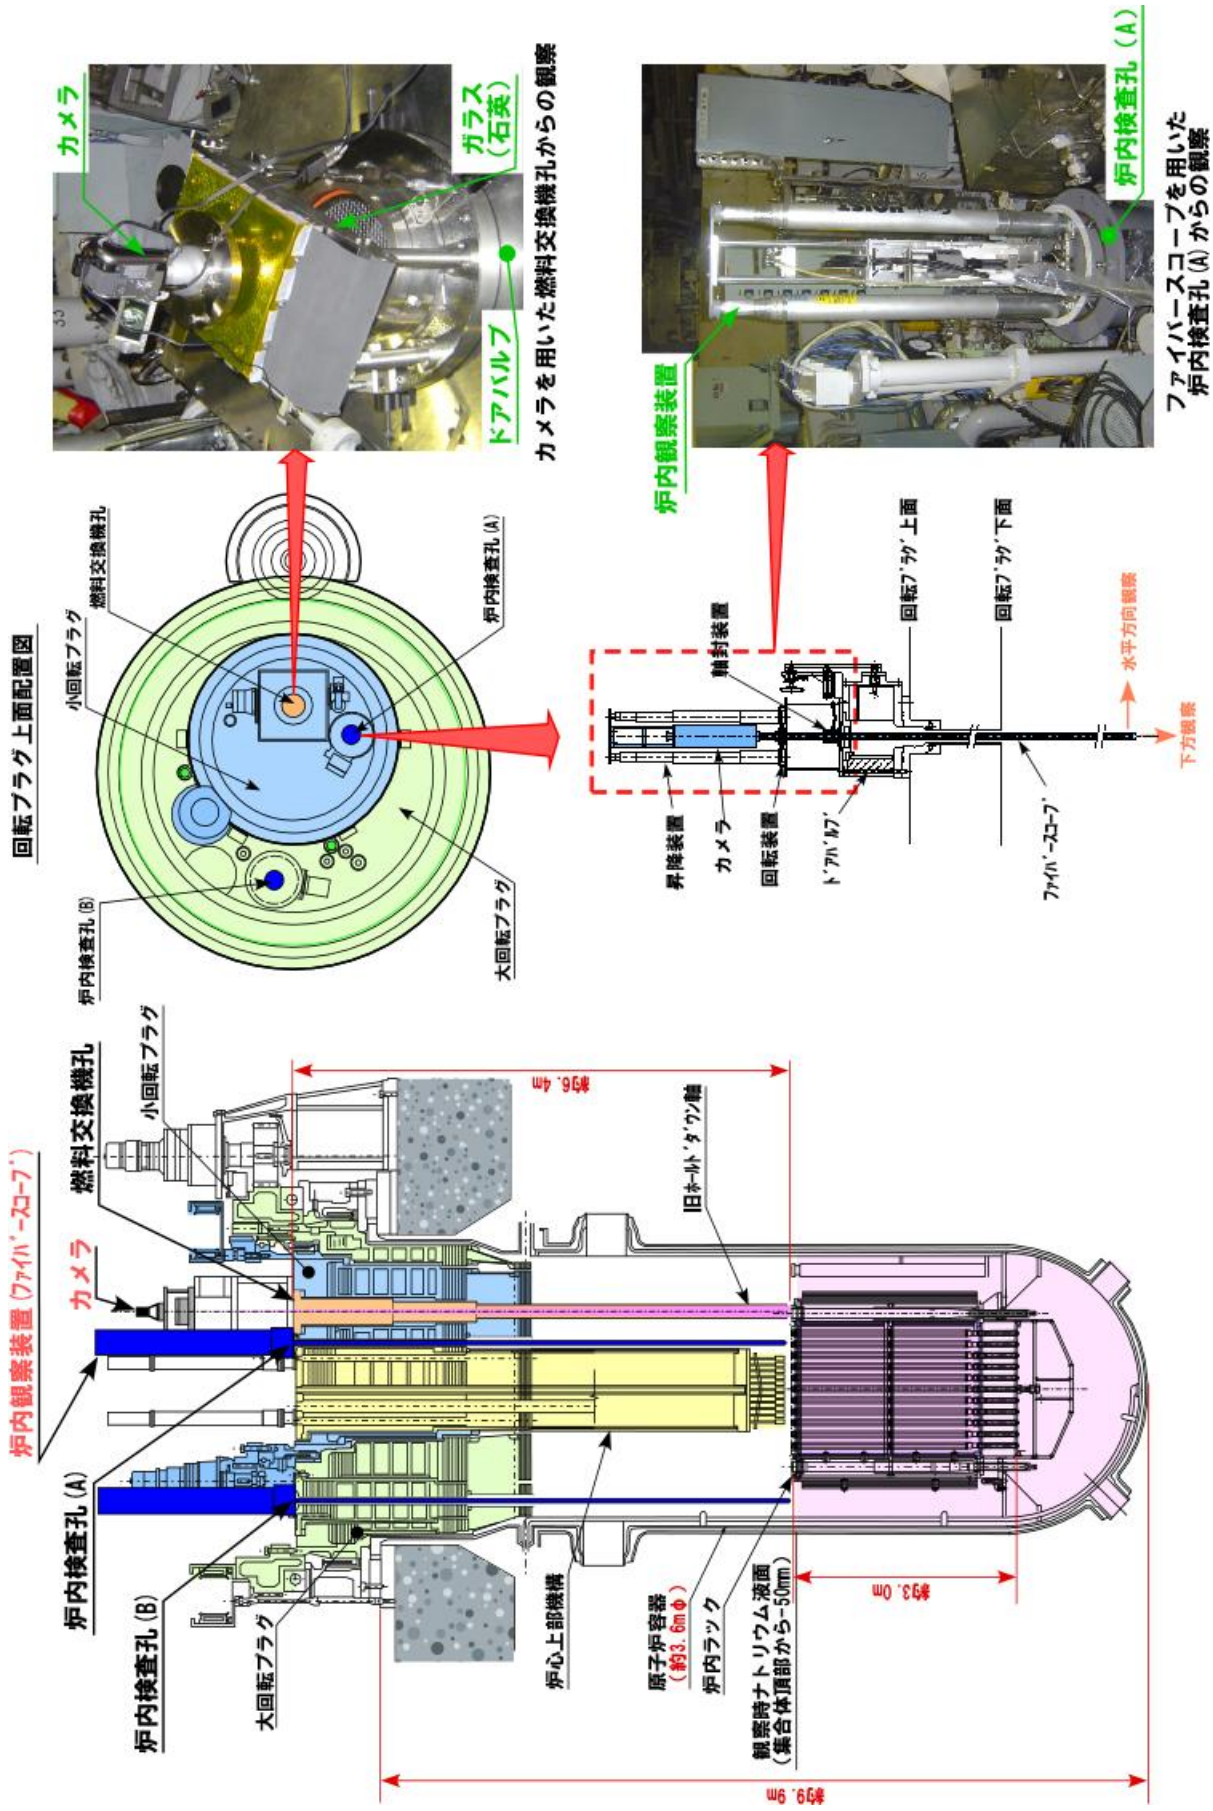 炉内観察装置(ファイバースコープ)
カメラ
燃料交換機孔
小回転プラグ
炉内検査孔(A)
炉内検査孔(B)
大回転プラグ
約6.4m
旧ホールドダウン軸
炉心上部機構
原子炉容器
(約3.6mφ)
炉内ラック
観察時ナトリウム液面
(集合体頂部から-50mm)
約3.0m
約9.9m
回転プラグ上面配置図
小回転プラグ
燃料交換機孔
炉内検査孔(B)
大回転プラグ
炉内検査孔(A)
カメラ
ガラス
(石英)
ドアバルブ
カメラを用いた燃料交換機孔からの観察
昇降装置
カメラ
回転装置
ドアバルブ
軸封装置
回転プラグ上面
回転プラグ下面
ファイバースコープ
水平方向観察
下方観察
炉内観察装置
炉内検査孔(A)
ファイバースコープを用いた
炉内検査孔(A)からの観察